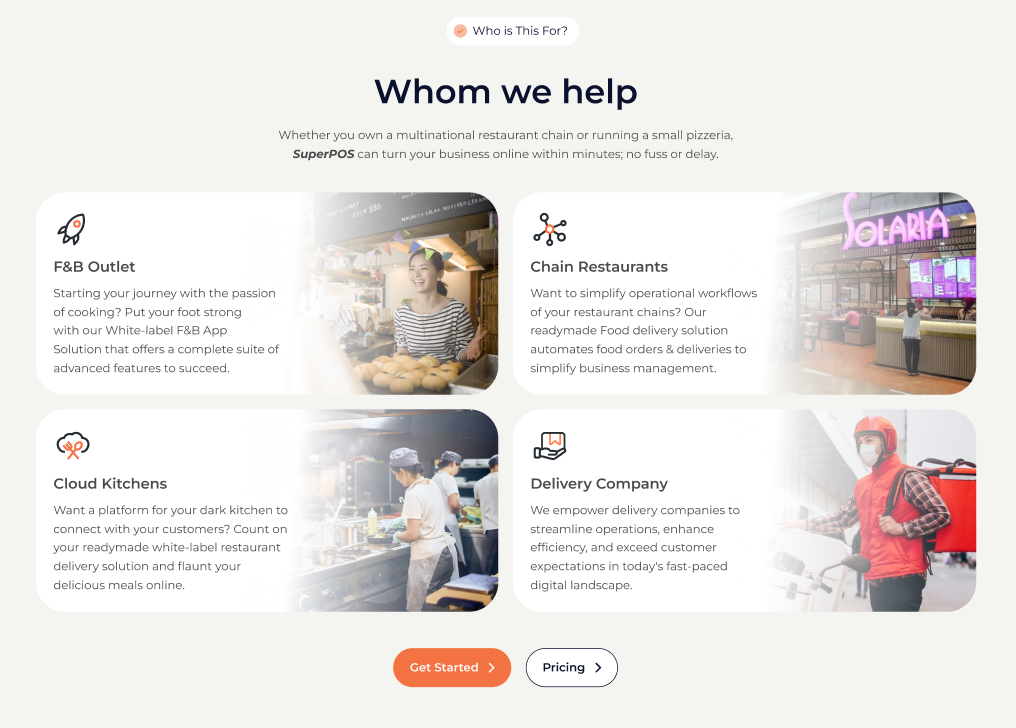 Who is This For?
Whom we help
Whether you own a multinational restaurant chain or running a small pizzeria,
SuperPOS can turn your business online within minutes; no fuss or delay.
F&B Outlet
Starting your journey with the passion
of cooking? Put your foot strong
with our White-label F&B App
Solution that offers a complete suite of
advanced features to succeed.
Chain Restaurants
Want to simplify operational workflows
of your restaurant chains? Our
readymade Food delivery solution
automates food orders & deliveries to
simplify business management.
SOLARIA
Cloud Kitchens
Want a platform for your dark kitchen to
connect with your customers? Count on
your readymade white-label restaurant
delivery solution and flaunt your
delicious meals online.
Delivery Company
We empower delivery companies to
streamline operations, enhance
efficiency, and exceed customer
expectations in today's fast-paced
digital landscape.
Get Started
Pricing